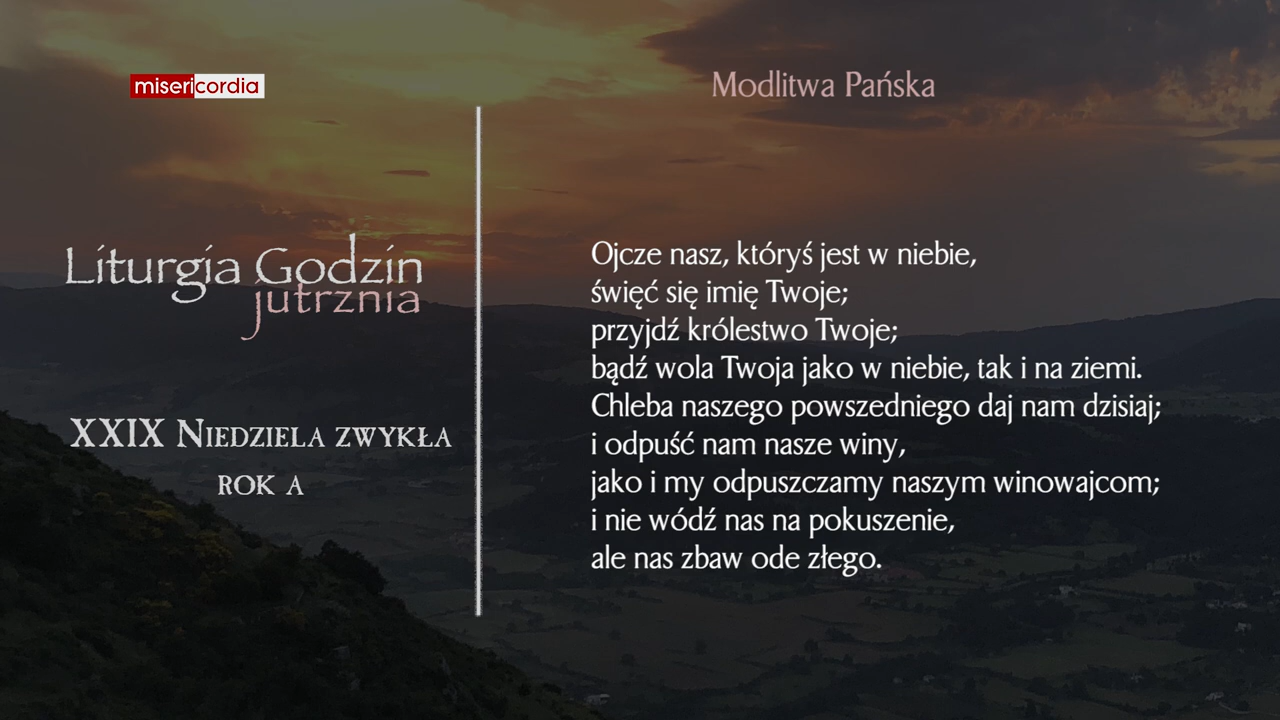 misericordia
Liturgia Godzin
jutrznia
XXIX Niedziela zwykła
rok A
Modlitwa Pańska
Ojcze nasz, któryś jest w niebie,
święć się imię Twoje;
przyjdź królestwo Twoje;
bądź wola Twoja jako w niebie, tak i na ziemi.
Chleba naszego powszedniego daj nam dzisiaj;
i odpuść nam nasze winy,
jako i my odpuszczamy naszym winowajcom;
i nie wódź nas na pokuszenie,
ale nas zbaw ode złego.